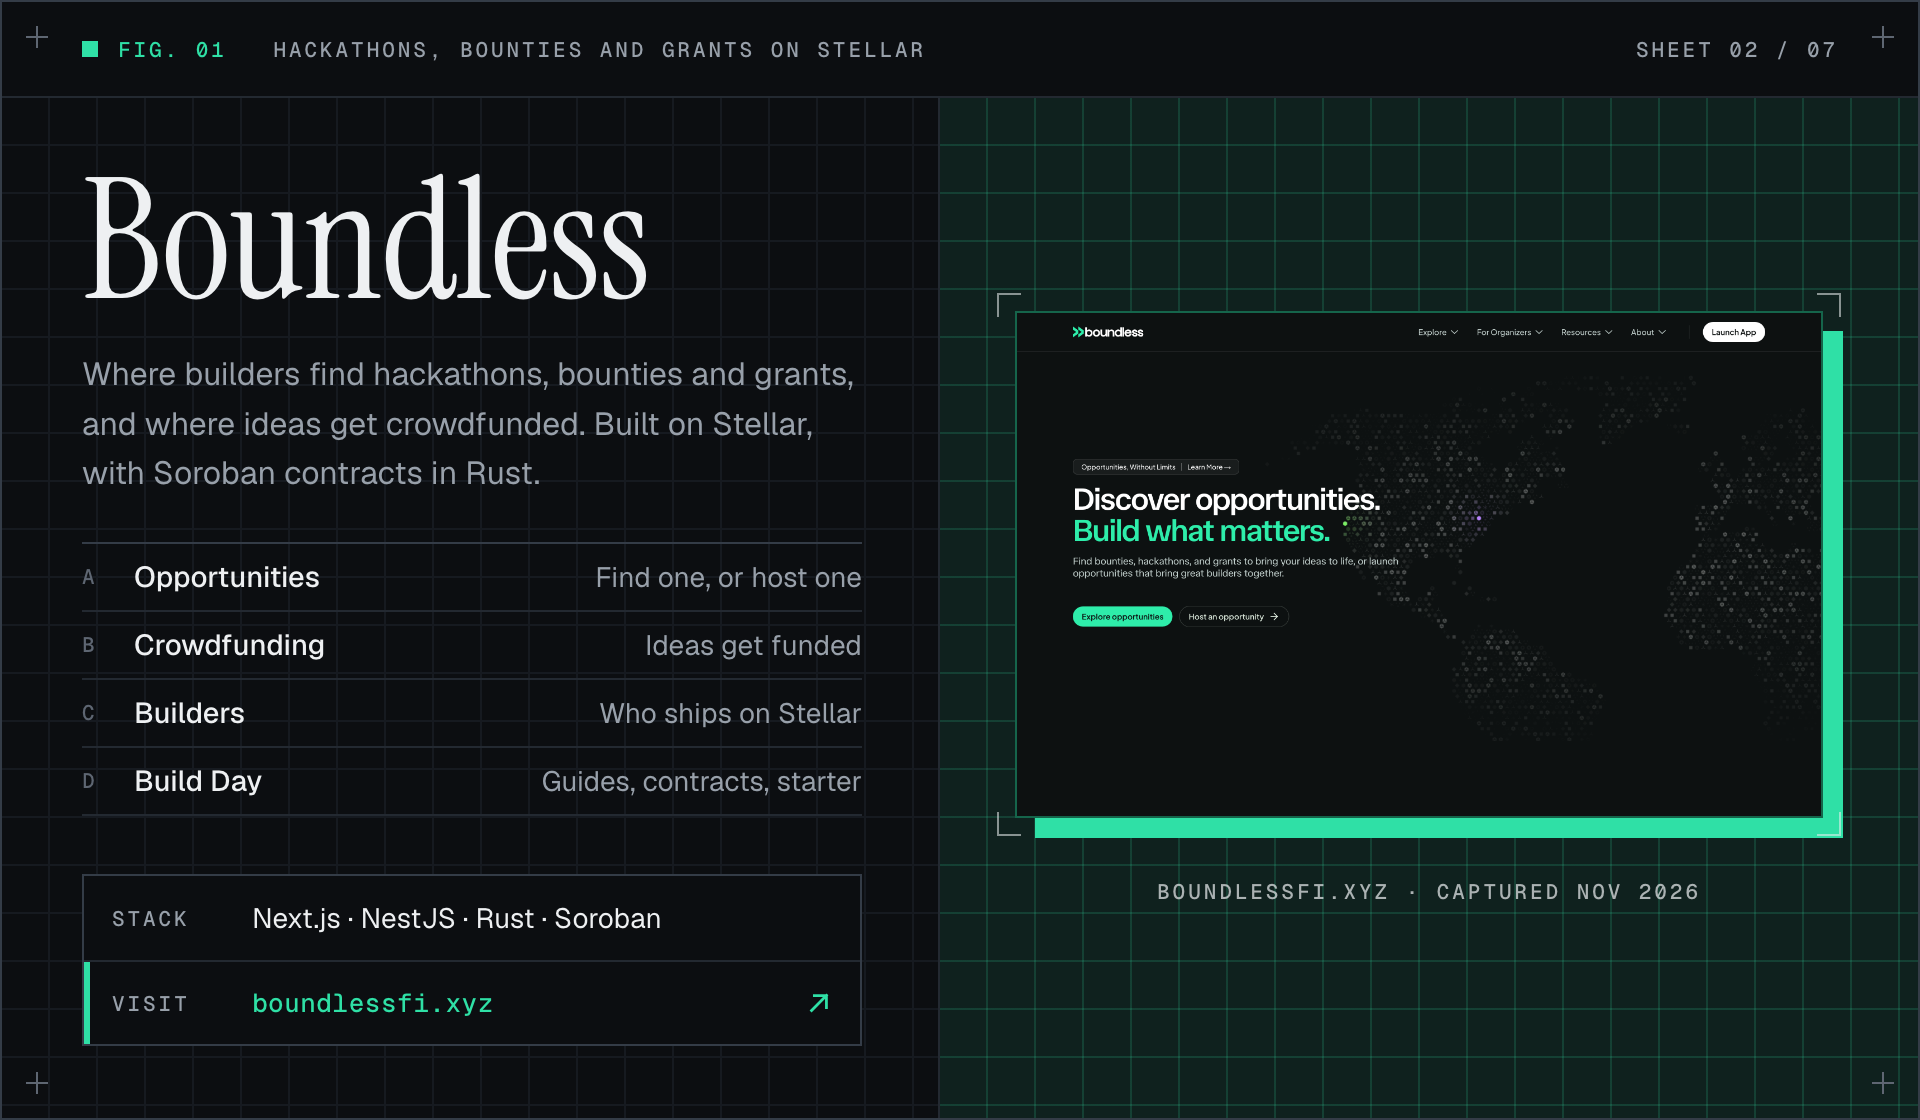 FIG. 01 HACKATHONS, BOUNTIES AND GRANTS ON STELLAR
SHEET 02 / 07
Boundless
Where builders find hackathons, bounties and grants,
and where ideas get crowdfunded. Built on Stellar,
with Soroban contracts in Rust.
A Opportunities Find one, or host one
B Crowdfunding Ideas get funded
C Builders Who ships on Stellar
D Build Day Guides, contracts, starter
STACK Next.js · NestJS · Rust · Soroban
VISIT boundlessfi.xyz ↗
boundless
Explore For Organizers Resources About Launch App
Opportunities, Without Limits | Learn More→
Discover opportunities.
Build what matters.
Find bounties, hackathons, and grants to bring your ideas to life, or launch
opportunities that bring great builders together.
Explore opportunities Host an opportunity →
BOUNDLESSFI.XYZ · CAPTURED NOV 2026